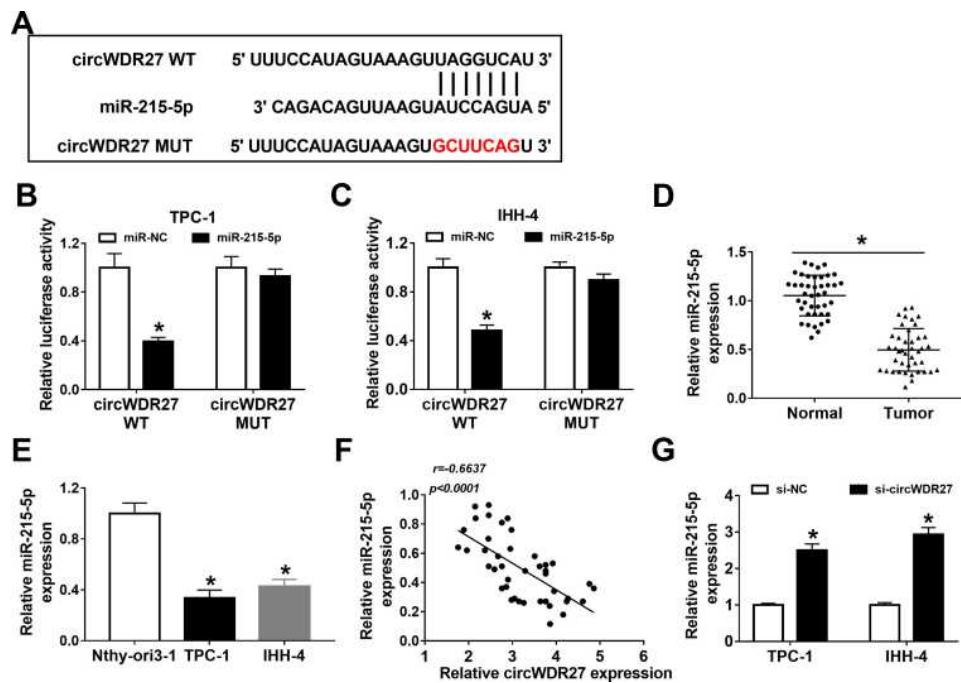 A
circWDR27 WT 5' UUUCCAUAGUAAAGUUAGGUCAU 3'
miR-215-5p 3' CAGACAGUUAAGUAUCCAGUA 5'
circWDR27 MUT 5' UUUCCAUAGUAAAGUGCUUCAGU 3'
B
TPC-1
miR-NC miR-215-5p
Relative luciferase activity
1.2
0.8
0.4
0.0
*
circWDR27 WT
circWDR27 MUT
C
IHH-4
miR-NC miR-215-5p
Relative luciferase activity
1.2
0.8
0.4
0.0
*
circWDR27 WT
circWDR27 MUT
D
Relative miR-215-5p
expression
1.5
1.0
0.5
0.0
*
Normal Tumor
E
Relative miR-215-5p
expression
1.2
0.8
0.4
0.0
* *
Nthy-ori3-1 TPC-1 IHH-4
F
r=-0.6637
p<0.0001
Relative miR-215-5p
expression
1.0
0.8
0.6
0.4
0.2
0.0
1 2 3 4 5 6
Relative circWDR27 expression
G
si-NC si-circWDR27
Relative miR-215-5p
expression
4
3
2
1
0
* *
TPC-1 IHH-4